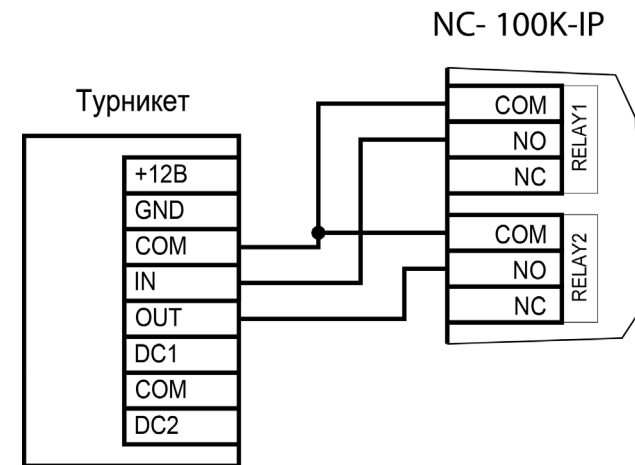 NC- 100K-IP
Турникет
+12В
GND
COM
IN
OUT
DC1
COM
DC2
COM
NO
NC
RELAY1
COM
NO
NC
RELAY2